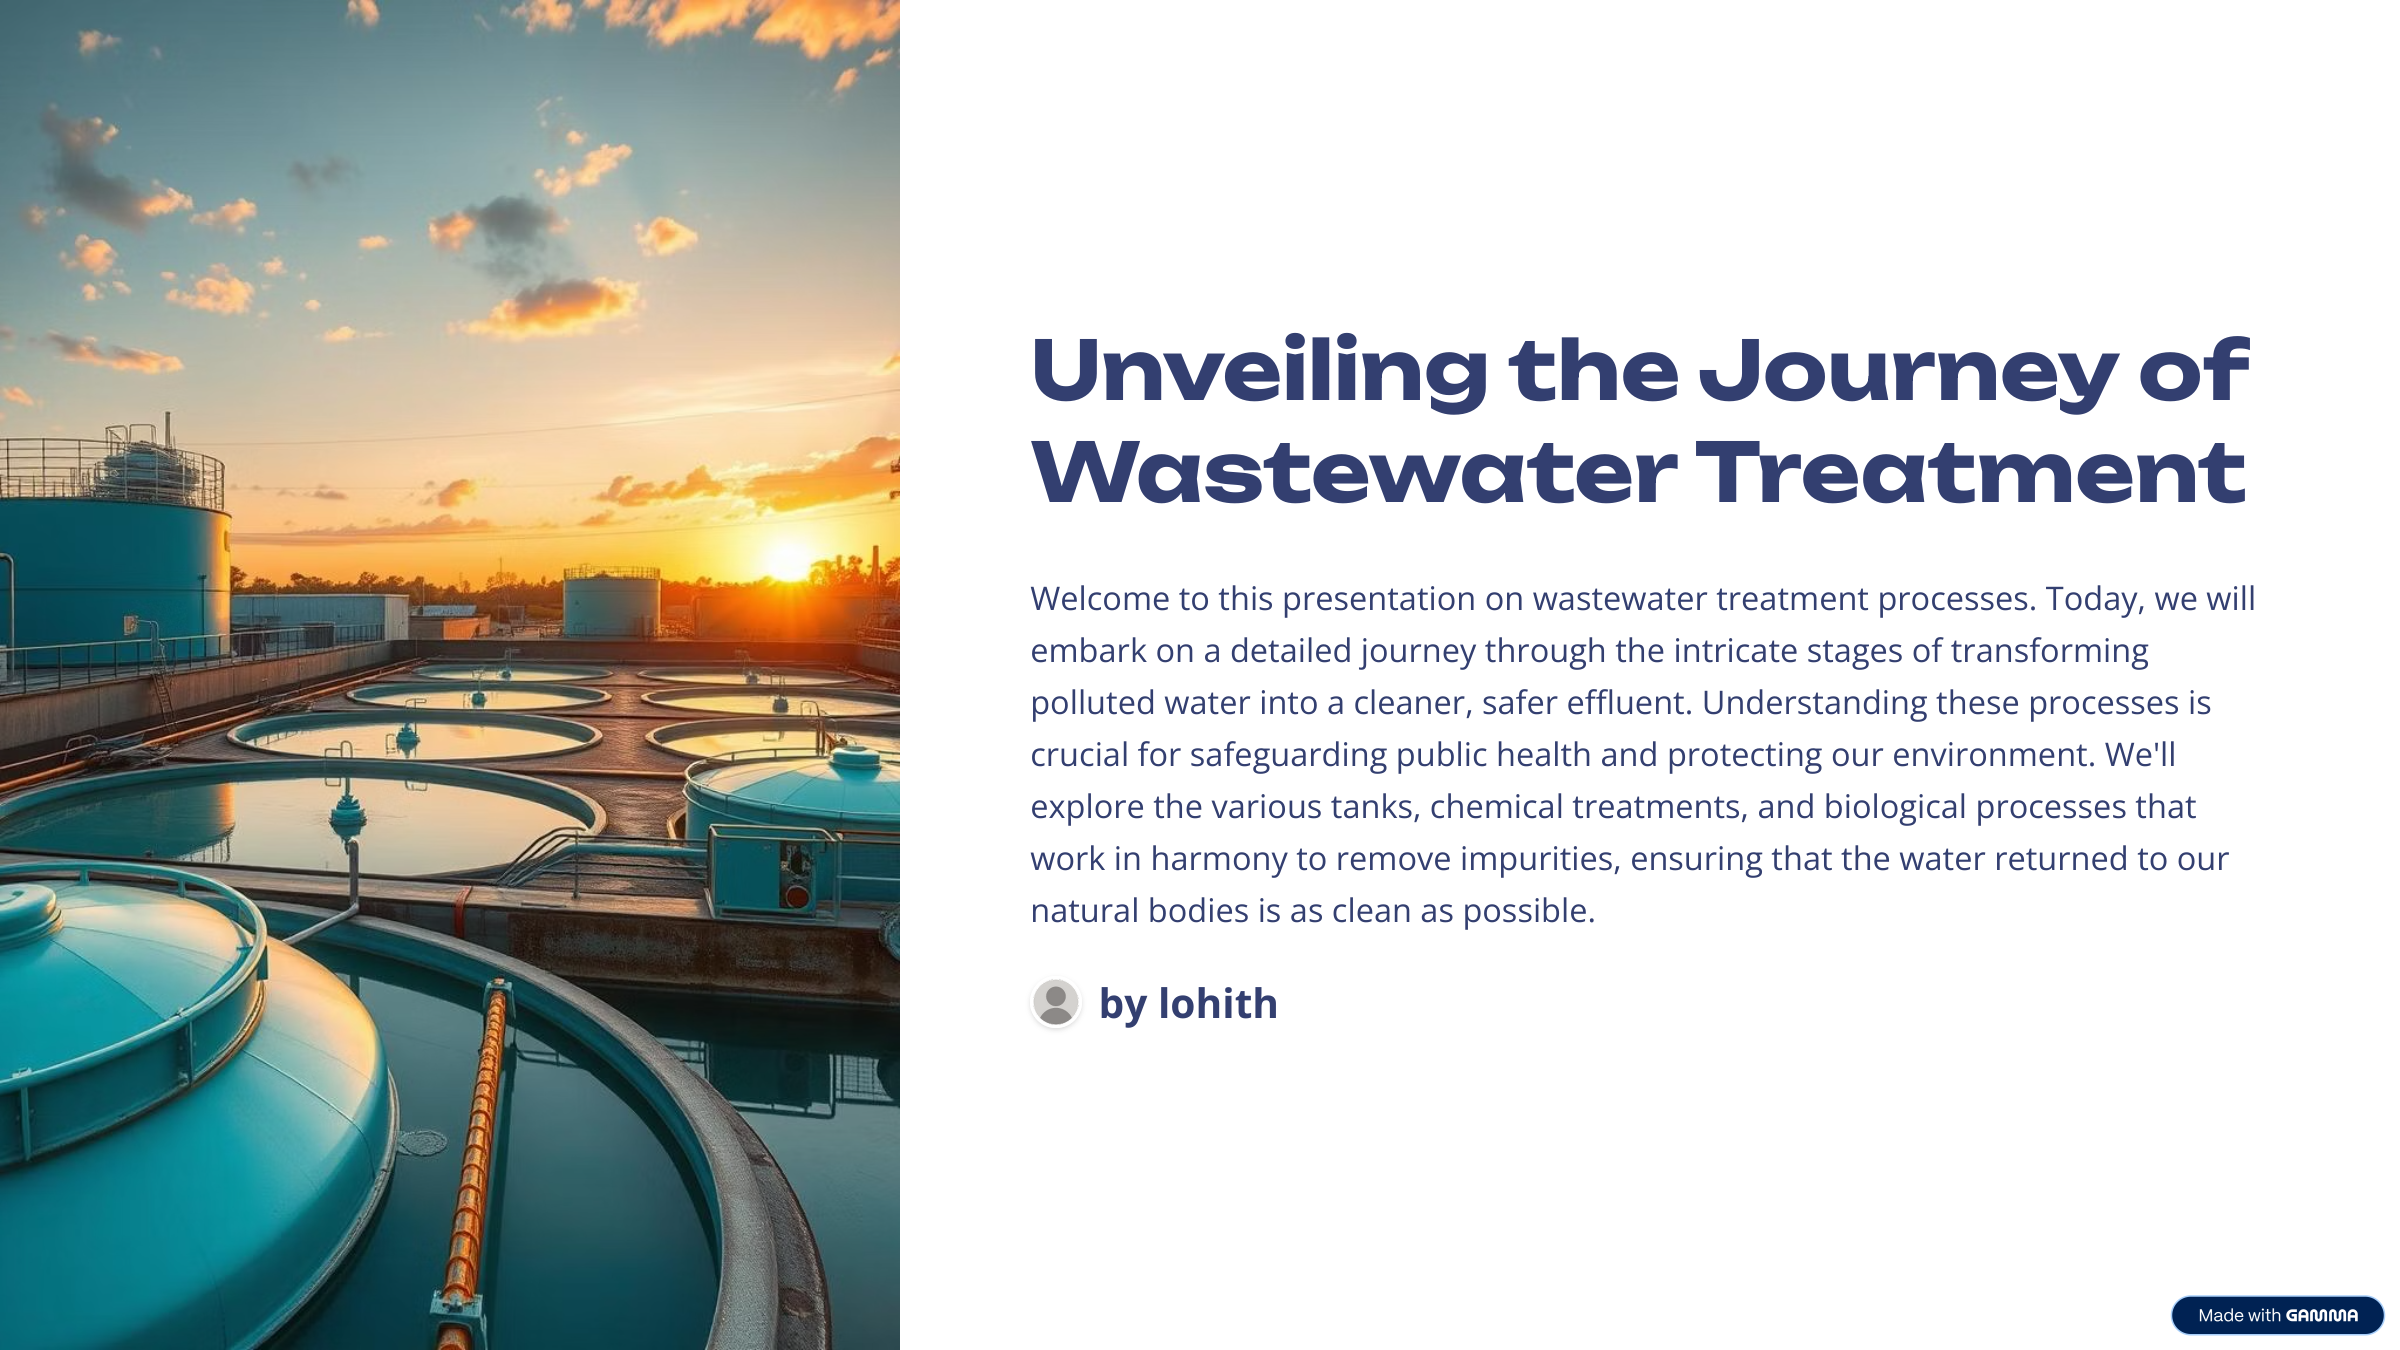 Unveiling the Journey of
Wastewater Treatment
Welcome to this presentation on wastewater treatment processes. Today, we will
embark on a detailed journey through the intricate stages of transforming
polluted water into a cleaner, safer effluent. Understanding these processes is
crucial for safeguarding public health and protecting our environment. We'll
explore the various tanks, chemical treatments, and biological processes that
work in harmony to remove impurities, ensuring that the water returned to our
natural bodies is as clean as possible.
by lohith
Made with GAMMA